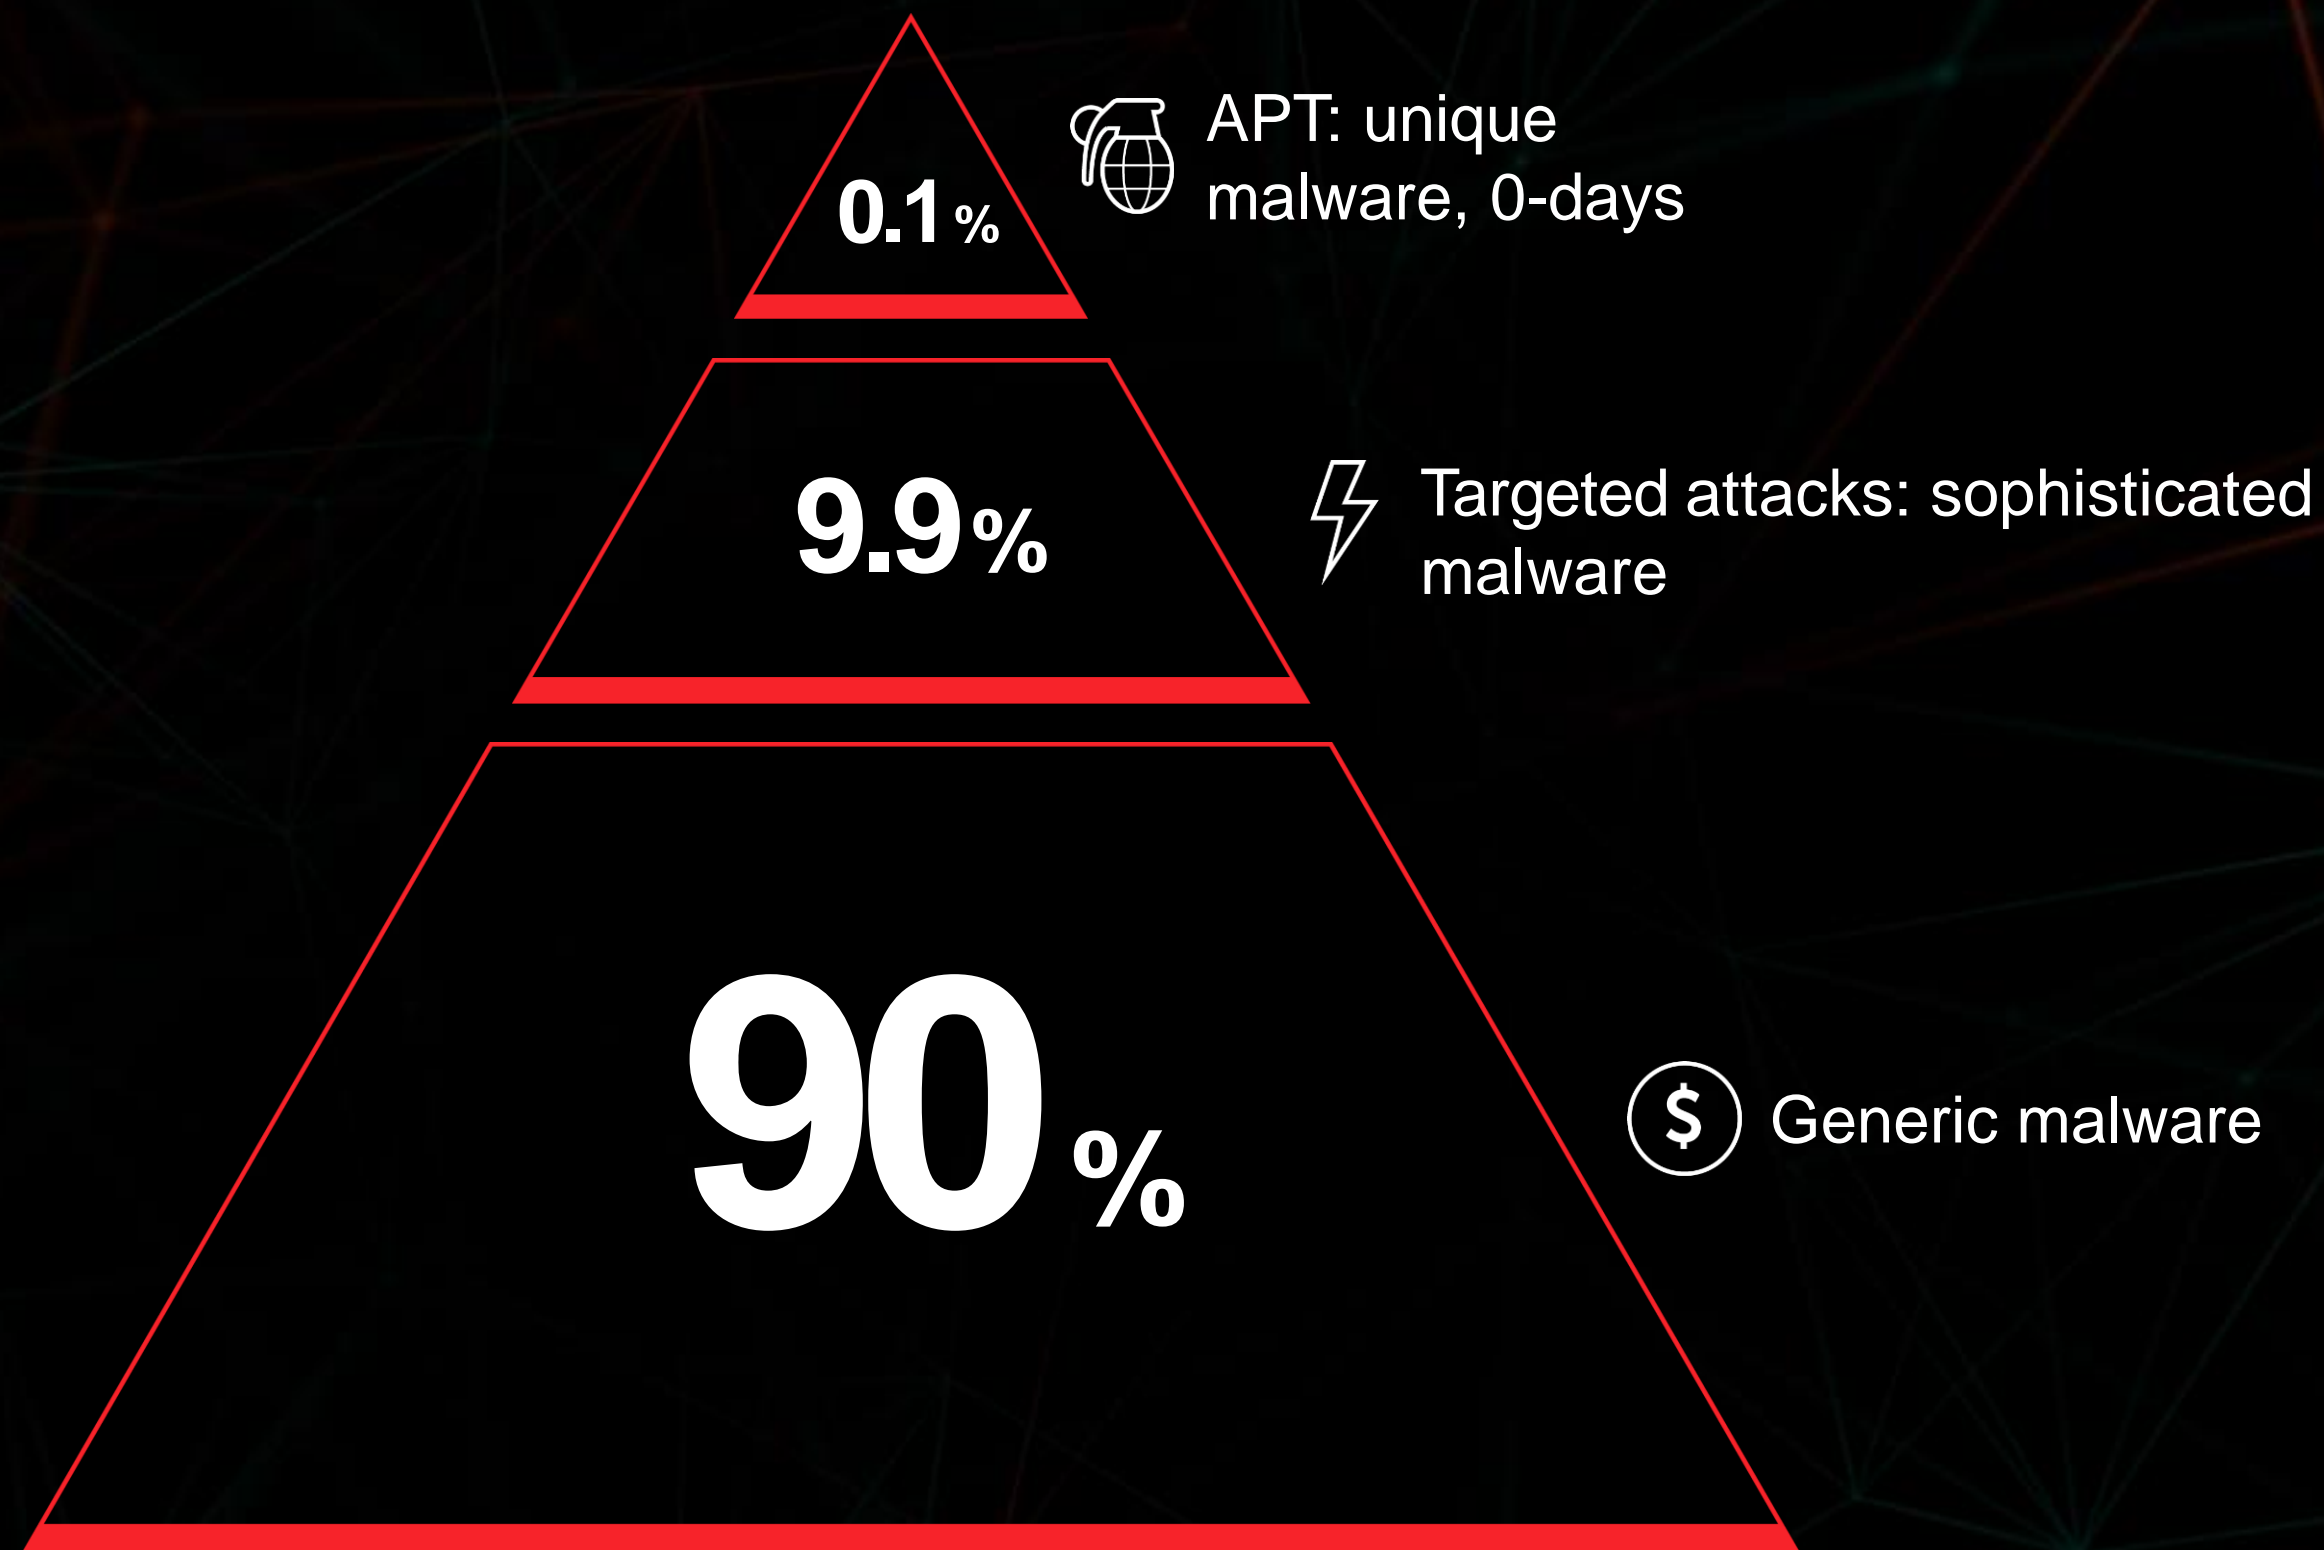 0.1%
APT: unique
malware, 0-days
9.9%
Targeted attacks: sophisticated
malware
90%
$ Generic malware